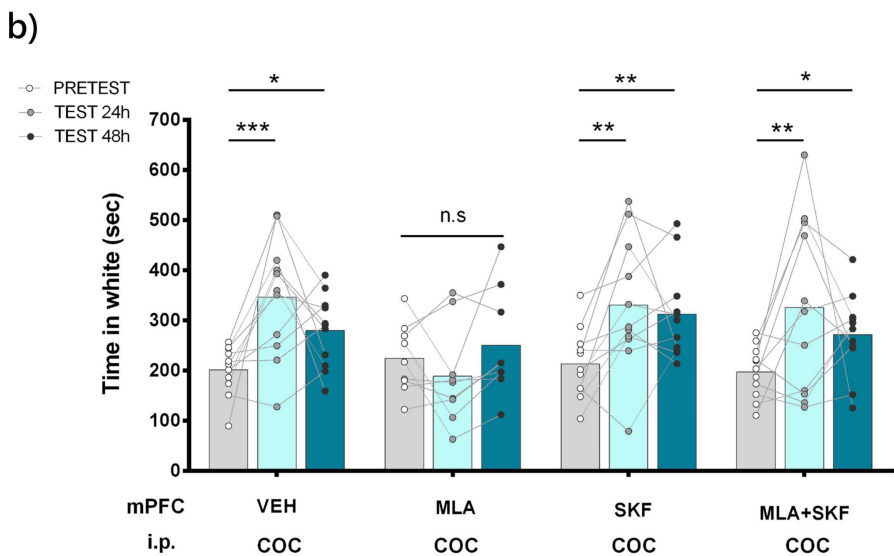 b)
PRETEST
TEST 24h
TEST 48h
* ** *
*** ** **
n.s
Time in white (sec)
700
600
500
400
300
200
100
0
mPFC VEH MLA SKF MLA+SKF
i.p. COC COC COC COC